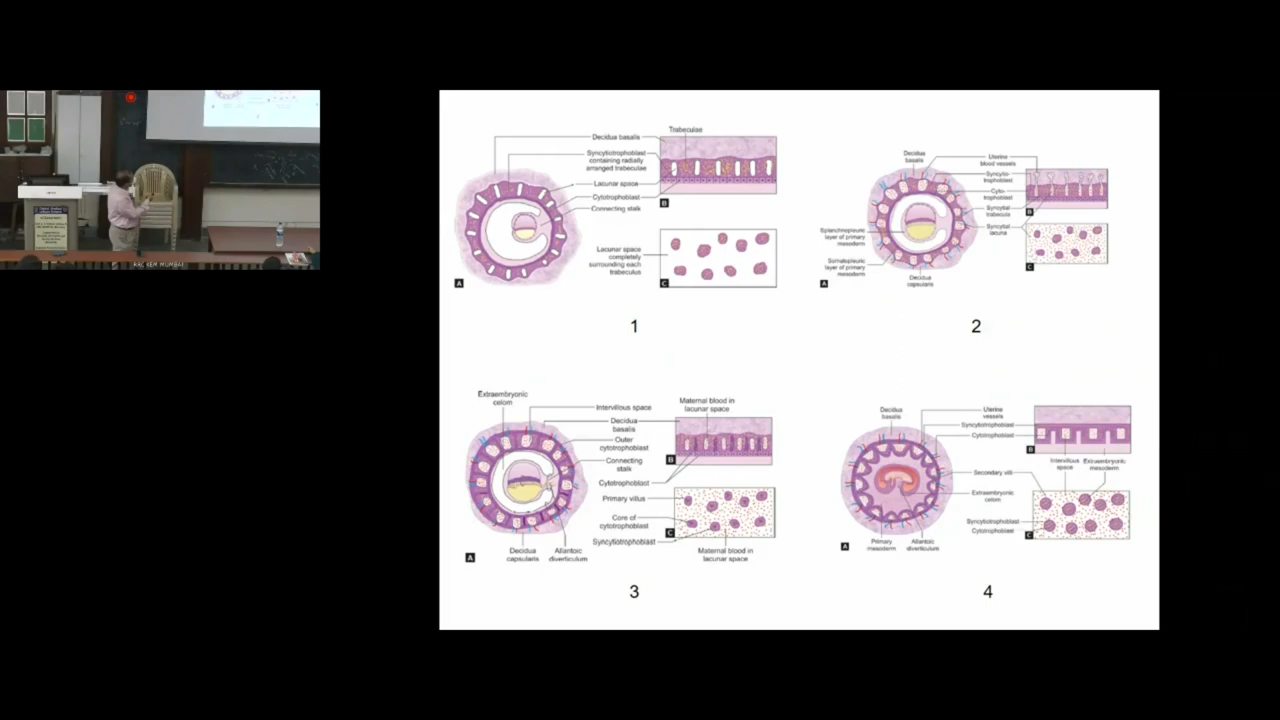 RBC KEM MUMBAI
Trabeculae
Decidua basalis
Syncytiotrophoblast
containing radially
arranged trabeculae
Lacunar space
Cytotrophoblast
Connecting stalk
B
Lacunar space
completely
surrounding each
trabeculus
A
C
1
Decidua
basalis
Uterine
blood vessels
Syncytio-
trophoblast
Cyto-
trophoblast
Syncytial
trabecula
Syncytial
lacuna
B
Splanchnopleuric
layer of primary
mesoderm
Somatopleuric
layer of primary
mesoderm
Decidua
capsularis
A
C
2
Extraembryonic
celom
Intervillous space
Decidua
basalis
Outer
cytotrophoblast
Connecting
stalk
Cytotrophoblast
Primary villus
Core of
cytotrophoblast
Syncytiotrophoblast
Maternal blood in
lacunar space
B
C
A
Decidua
capsularis
Allantoic
diverticulum
Maternal blood in
lacunar space
3
Decidua
basalis
Uterine
vessels
Syncytiotrophoblast
Cytotrophoblast
B
Intervillous
space
Extraembryonic
mesoderm
Secondary villi
Extraembryonic
celom
Syncytiotrophoblast
Cytotrophoblast
C
A
Primary
mesoderm
Allantoic
diverticulum
4